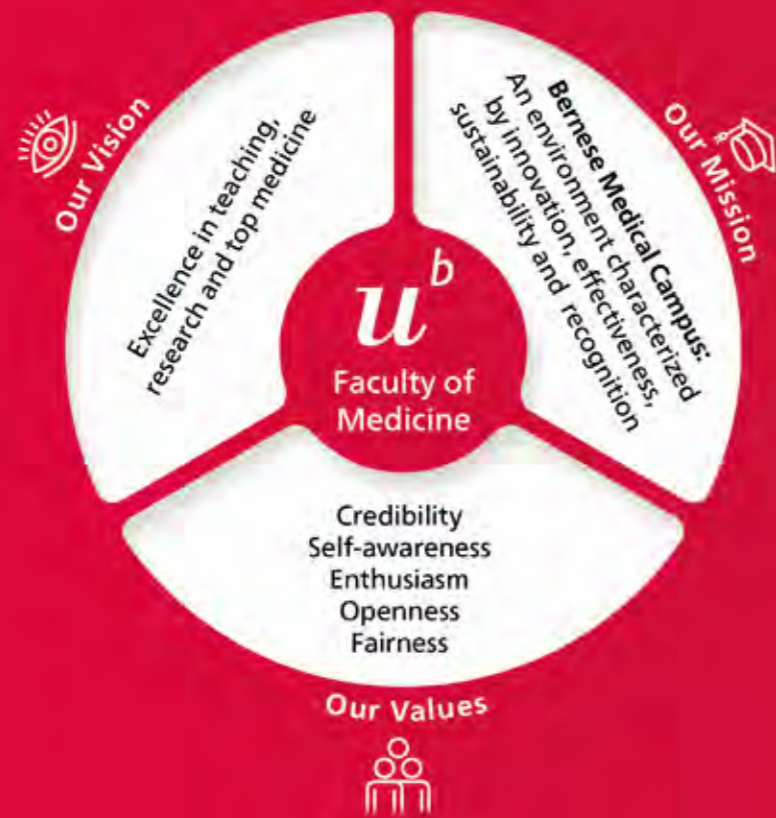 Our Vision
Excellence in teaching,
research and top medicine
Our Mission
Bernese Medical Campus:
An environment characterized
by innovation, effectiveness,
sustainability and recognition
u^b
Faculty of
Medicine
Credibility
Self-awareness
Enthusiasm
Openness
Fairness
Our Values